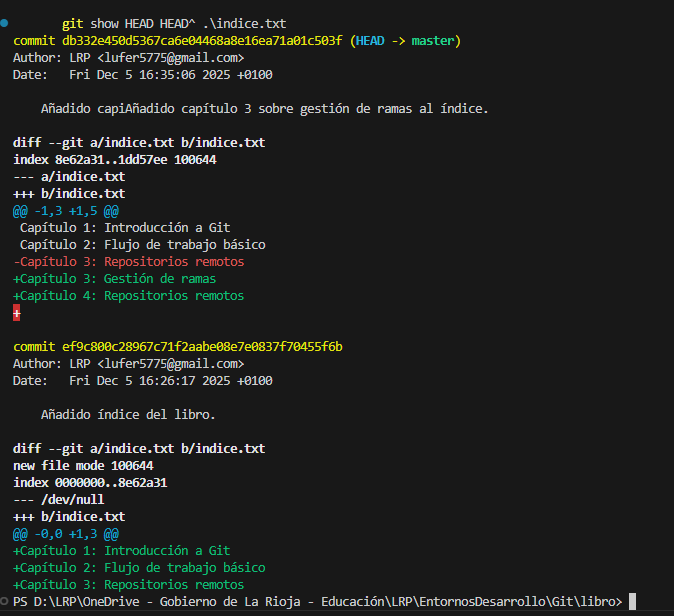 git show HEAD HEAD^ .\indice.txt
commit db332e450d5367ca6e04468a8e16ea71a01c503f (HEAD -> master)
Author: LRP <lufer5775@gmail.com>
Date:   Fri Dec 5 16:35:06 2025 +0100
    Añadido capiAñadido capítulo 3 sobre gestión de ramas al índice.
diff --git a/indice.txt b/indice.txt
index 8e62a31..1dd57ee 100644
--- a/indice.txt
+++ b/indice.txt
@@ -1,3 +1,5 @@
 Capítulo 1: Introducción a Git
 Capítulo 2: Flujo de trabajo básico
-Capítulo 3: Repositorios remotos
+Capítulo 3: Gestión de ramas
+Capítulo 4: Repositorios remotos
+
commit ef9c800c28967c71f2aabe08e7e0837f70455f6b
Author: LRP <lufer5775@gmail.com>
Date:   Fri Dec 5 16:26:17 2025 +0100
    Añadido índice del libro.
diff --git a/indice.txt b/indice.txt
new file mode 100644
index 0000000..8e62a31
--- /dev/null
+++ b/indice.txt
@@ -0,0 +1,3 @@
+Capítulo 1: Introducción a Git
+Capítulo 2: Flujo de trabajo básico
+Capítulo 3: Repositorios remotos
PS D:\LRP\OneDrive - Gobierno de La Rioja - Educación\LRP\EntornosDesarrollo\Git\libro>